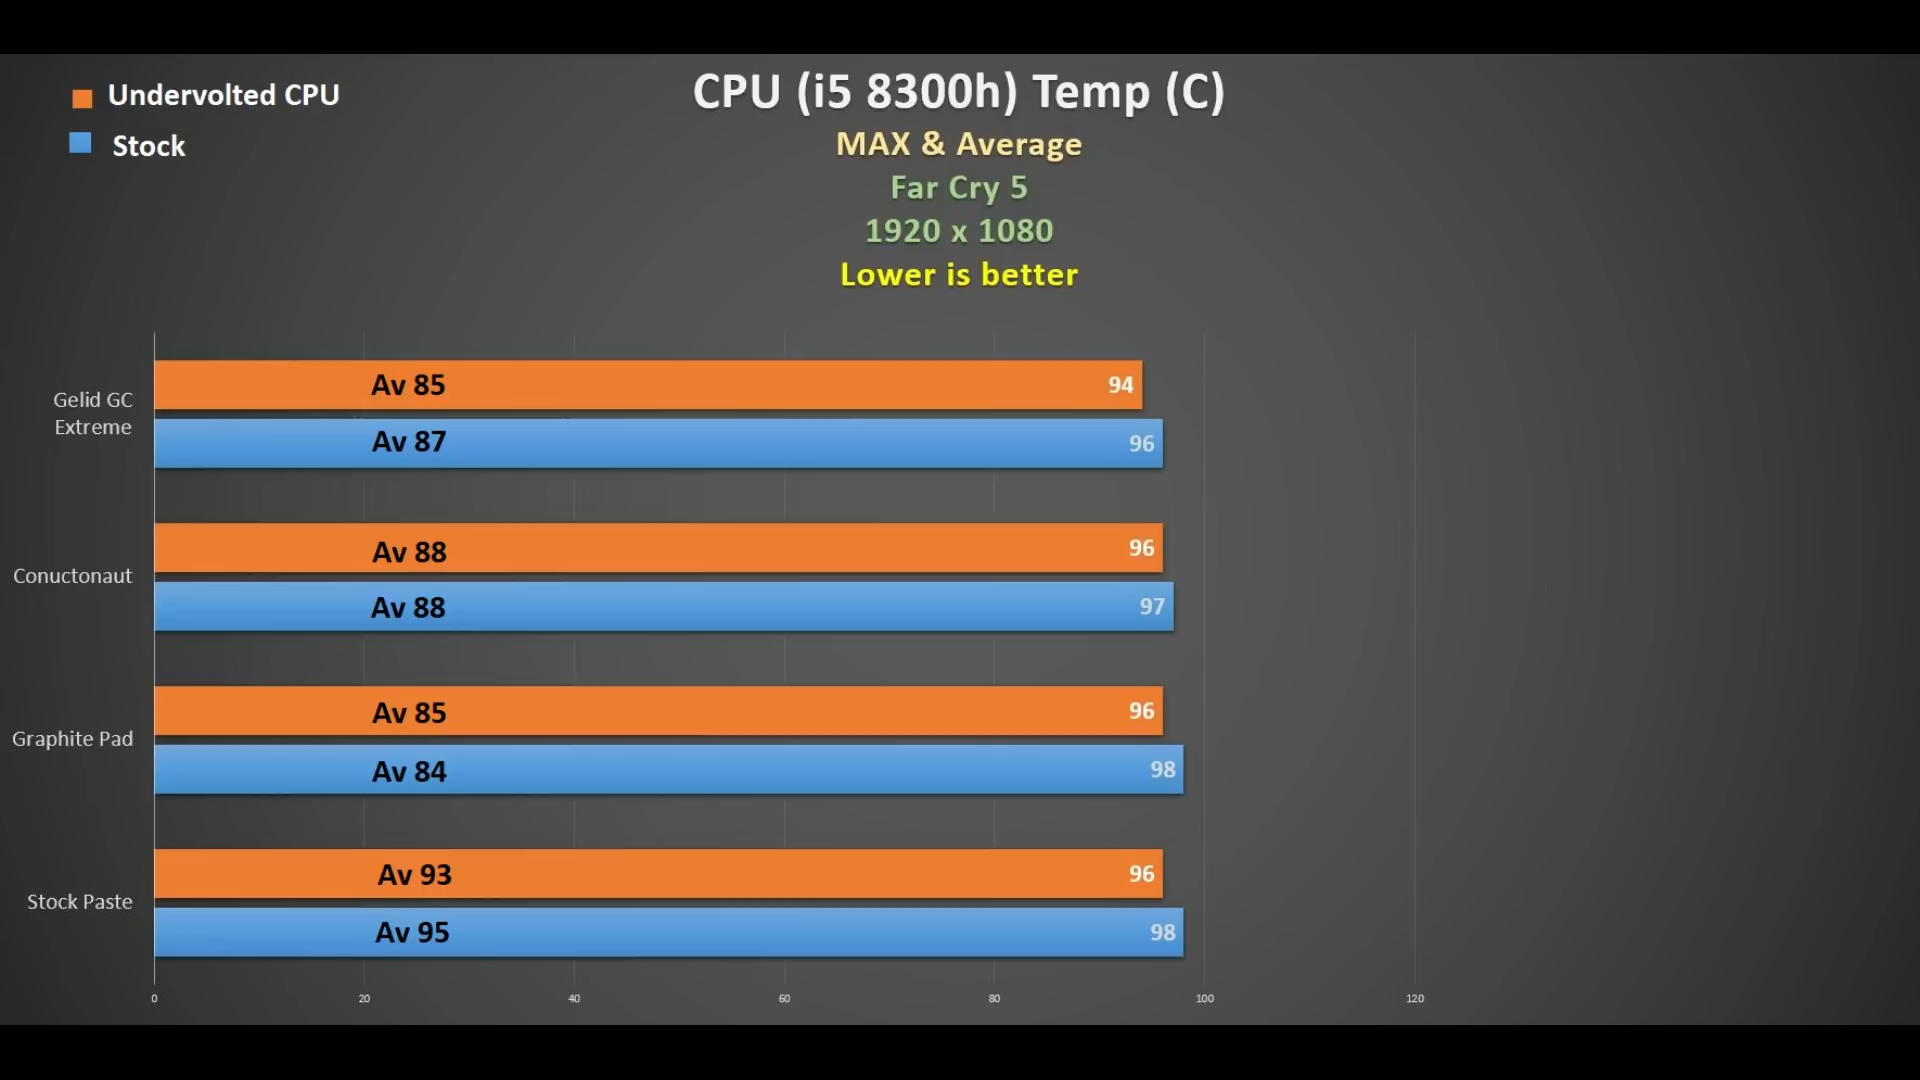 Undervolted CPU
Stock
CPU (i5 8300h) Temp (C)
MAX & Average
Far Cry 5
1920 x 1080
Lower is better
Gelid GC
Extreme
Av 85
94
Av 87
96
Conuctonaut
Av 88
96
Av 88
97
Graphite Pad
Av 85
96
Av 84
98
Stock Paste
Av 93
96
Av 95
98
0 20 40 60 80 100 120